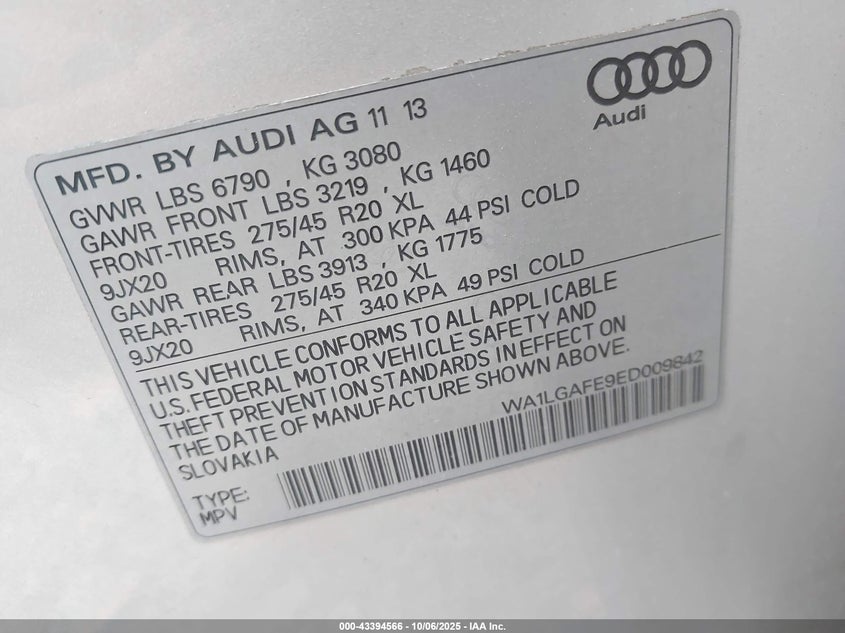 Audi
MFD. BY AUDI AG 11 13
GVWR LBS 6790 , KG 3080
GAWR FRONT LBS 3219 , KG 1460
FRONT-TIRES 275/45 R20 XL
9JX20 RIMS, AT 300 KPA 44 PSI COLD
GAWR REAR LBS 3913 , KG 1775
REAR-TIRES 275/45 R20 XL
9JX20 RIMS, AT 340 KPA 49 PSI COLD
THIS VEHICLE CONFORMS TO ALL APPLICABLE
U.S. FEDERAL MOTOR VEHICLE SAFETY AND
THEFT PREVENTION STANDARDS IN EFFECT ON
THE DATE OF MANUFACTURE SHOWN ABOVE.
SLOVAKIA
WA1LGAFE9ED009842
TYPE:
MPV
000-43394566 - 10/06/2025 - IAA Inc.